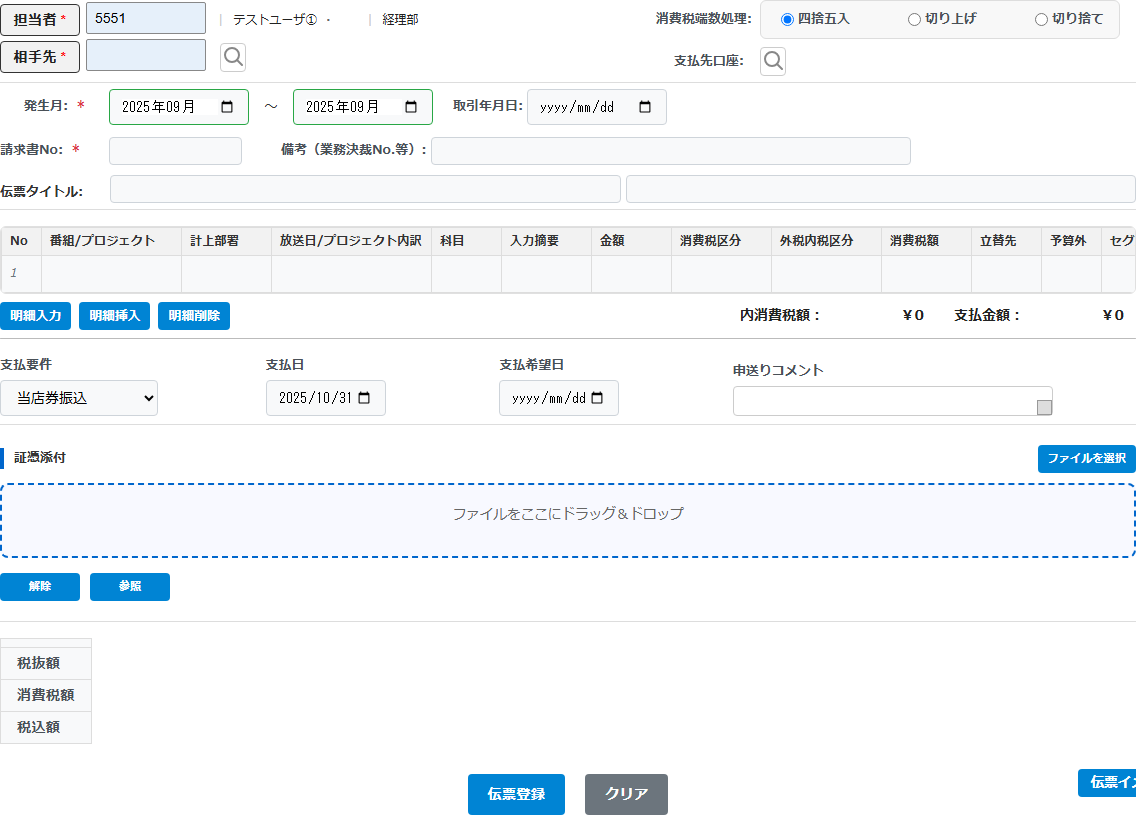 担当者 * 5551 | テストユーザ① ・ | 経理部 消費税端数処理: 四捨五入 切り上げ 切り捨て
相手先 * 支払先口座:
発生月: * 2025年09月 ～ 2025年09月 取引年月日: yyyy/mm/dd
請求書No: * 備考（業務決裁No.等）:
伝票タイトル:
No 番組/プロジェクト 計上部署 放送日/プロジェクト内訳 科目 入力摘要 金額 消費税区分 外税内税区分 消費税額 立替先 予算外 セグ
1
明細入力 明細挿入 明細削除 内消費税額： ￥0 支払金額： ￥0
支払要件 支払日 支払希望日 申送りコメント
当店券振込 2025/10/31 yyyy/mm/dd
証憑添付 ファイルを選択
ファイルをここにドラッグ＆ドロップ
解除 参照
税抜額
消費税額
税込額
伝票登録 クリア 伝票イ